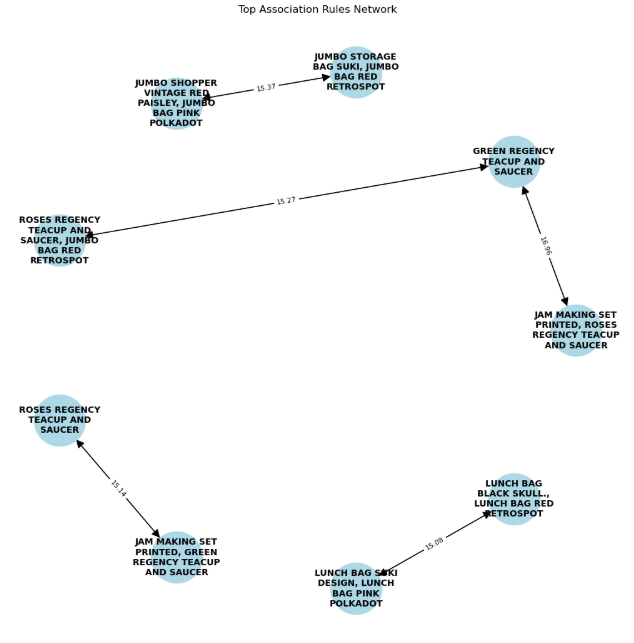 Top Association Rules Network
JUMBO STORAGE
BAG SUKI, JUMBO
BAG RED
RETROSPOT
JUMBO SHOPPER
VINTAGE RED
PAISLEY, JUMBO
BAG PINK
POLKADOT
15.37
GREEN REGENCY
TEACUP AND
SAUCER
15.27
ROSES REGENCY
TEACUP AND
SAUCER, JUMBO
BAG RED
RETROSPOT
16.96
JAM MAKING SET
PRINTED, ROSES
REGENCY TEACUP
AND SAUCER
ROSES REGENCY
TEACUP AND
SAUCER
15.14
LUNCH BAG
BLACK SKULL.,
LUNCH BAG RED
RETROSPOT
15.08
JAM MAKING SET
PRINTED, GREEN
REGENCY TEACUP
AND SAUCER
LUNCH BAG SUKI
DESIGN, LUNCH
BAG PINK
POLKADOT